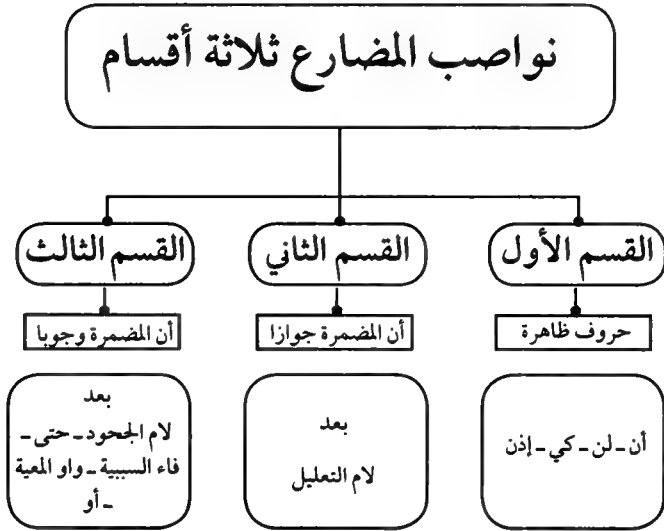 نواصب المضارع ثلاثة أقسام
القسم الأول
حروف ظاهرة
أن ـ لن ـ كي ـ إذن
القسم الثاني
أن المضمرة جوازا
بعد
لام التعليل
القسم الثالث
أن المضمرة وجوبا
بعد
لام الجحود ـ حتى ـ
فاء السببية ـ واو المعية
ـ أو